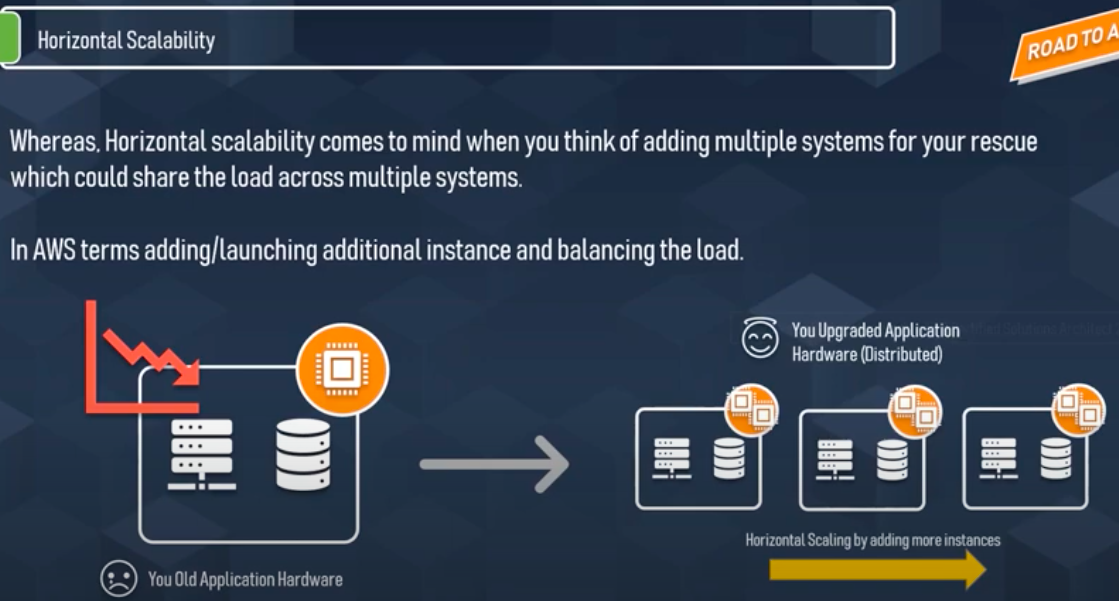 Horizontal Scalability
ROAD TO A
Whereas, Horizontal scalability comes to mind when you think of adding multiple systems for your rescue
which could share the load across multiple systems.
In AWS terms adding/launching additional instance and balancing the load.
You Upgraded Application
Hardware (Distributed)
Horizontal Scaling by adding more instances
You Old Application Hardware